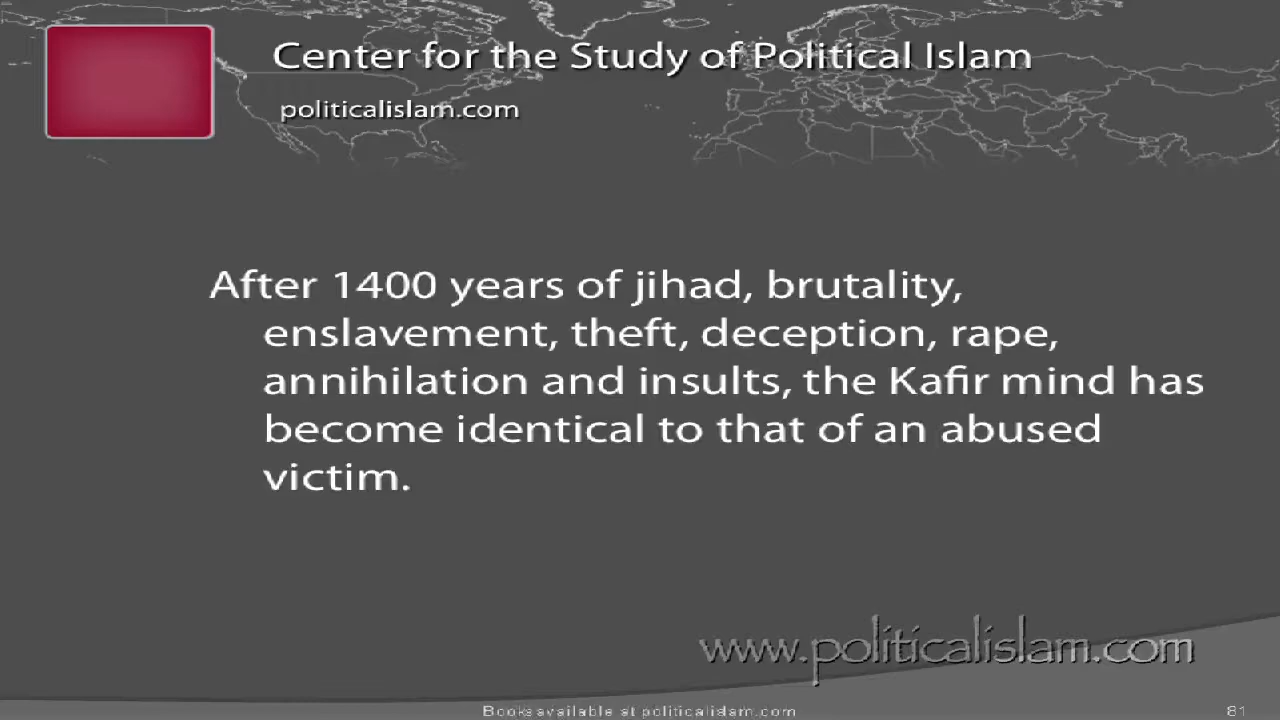 Center for the Study of Political Islam
politicalislam.com
After 1400 years of jihad, brutality,
enslavement, theft, deception, rape,
annihilation and insults, the Kafir mind has
become identical to that of an abused
victim.
www.politicalislam.com
Books available at politicalislam.com
81